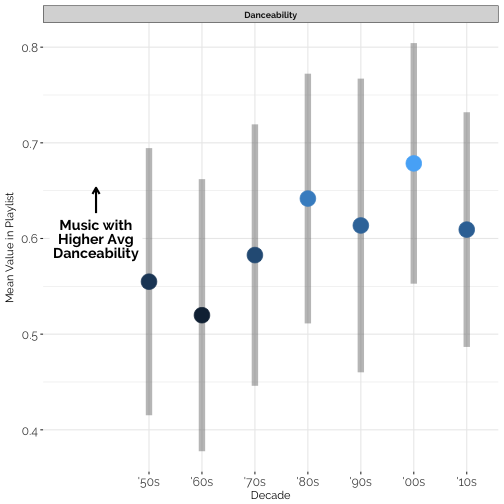 Danceability
Mean Value in Playlist
0.8
0.7
0.6
0.5
0.4
Music with
Higher Avg
Danceability
'50s
'60s
'70s
'80s
'90s
'00s
'10s
Decade